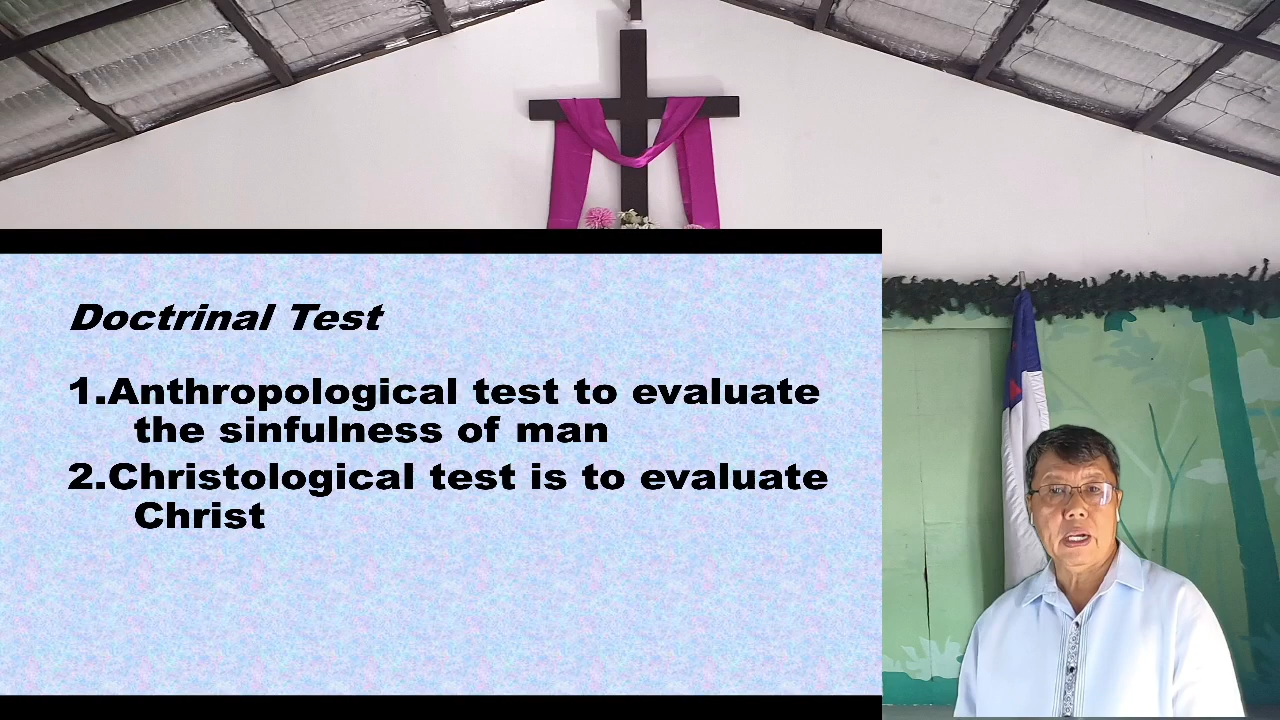 Doctrinal Test
1.Anthropological test to evaluate
the sinfulness of man
2.Christological test is to evaluate
Christ